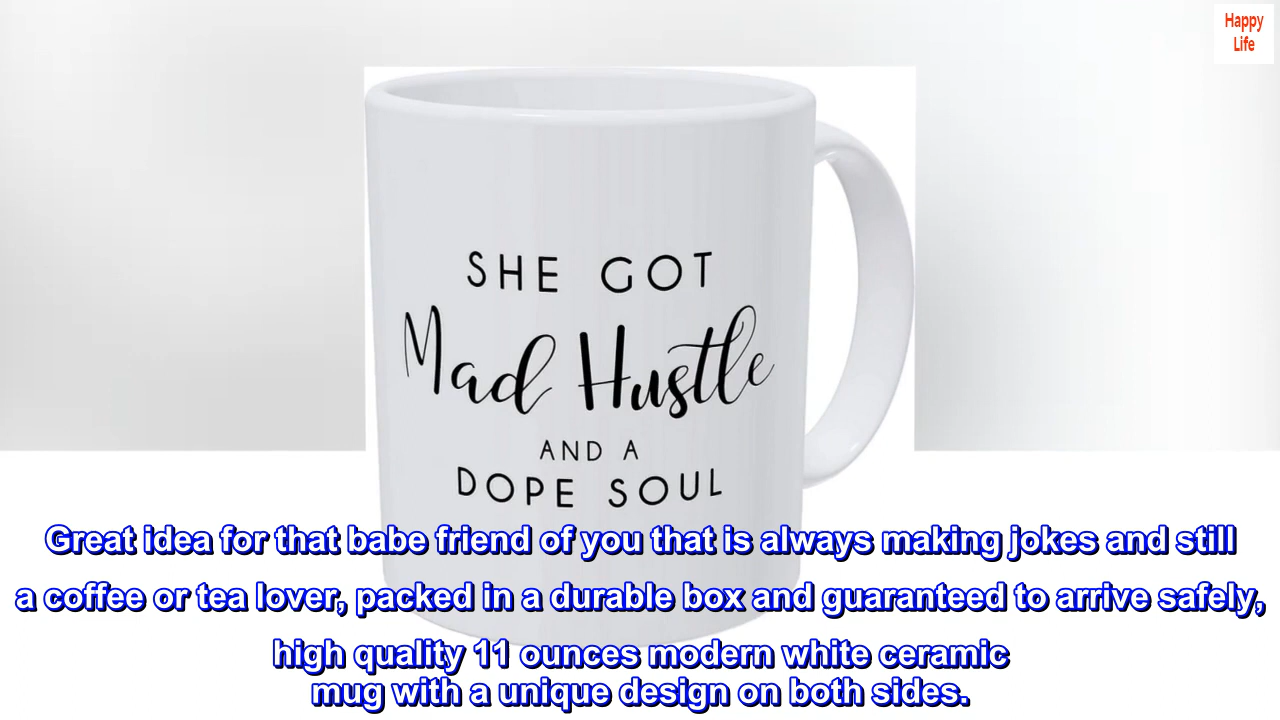 Happy
Life
SHE GOT
Mad Hustle
AND A
DOPE SOUL
Great idea for that babe friend of you that is always making jokes and still
a coffee or tea lover, packed in a durable box and guaranteed to arrive safely,
high quality 11 ounces modern white ceramic
mug with a unique design on both sides.